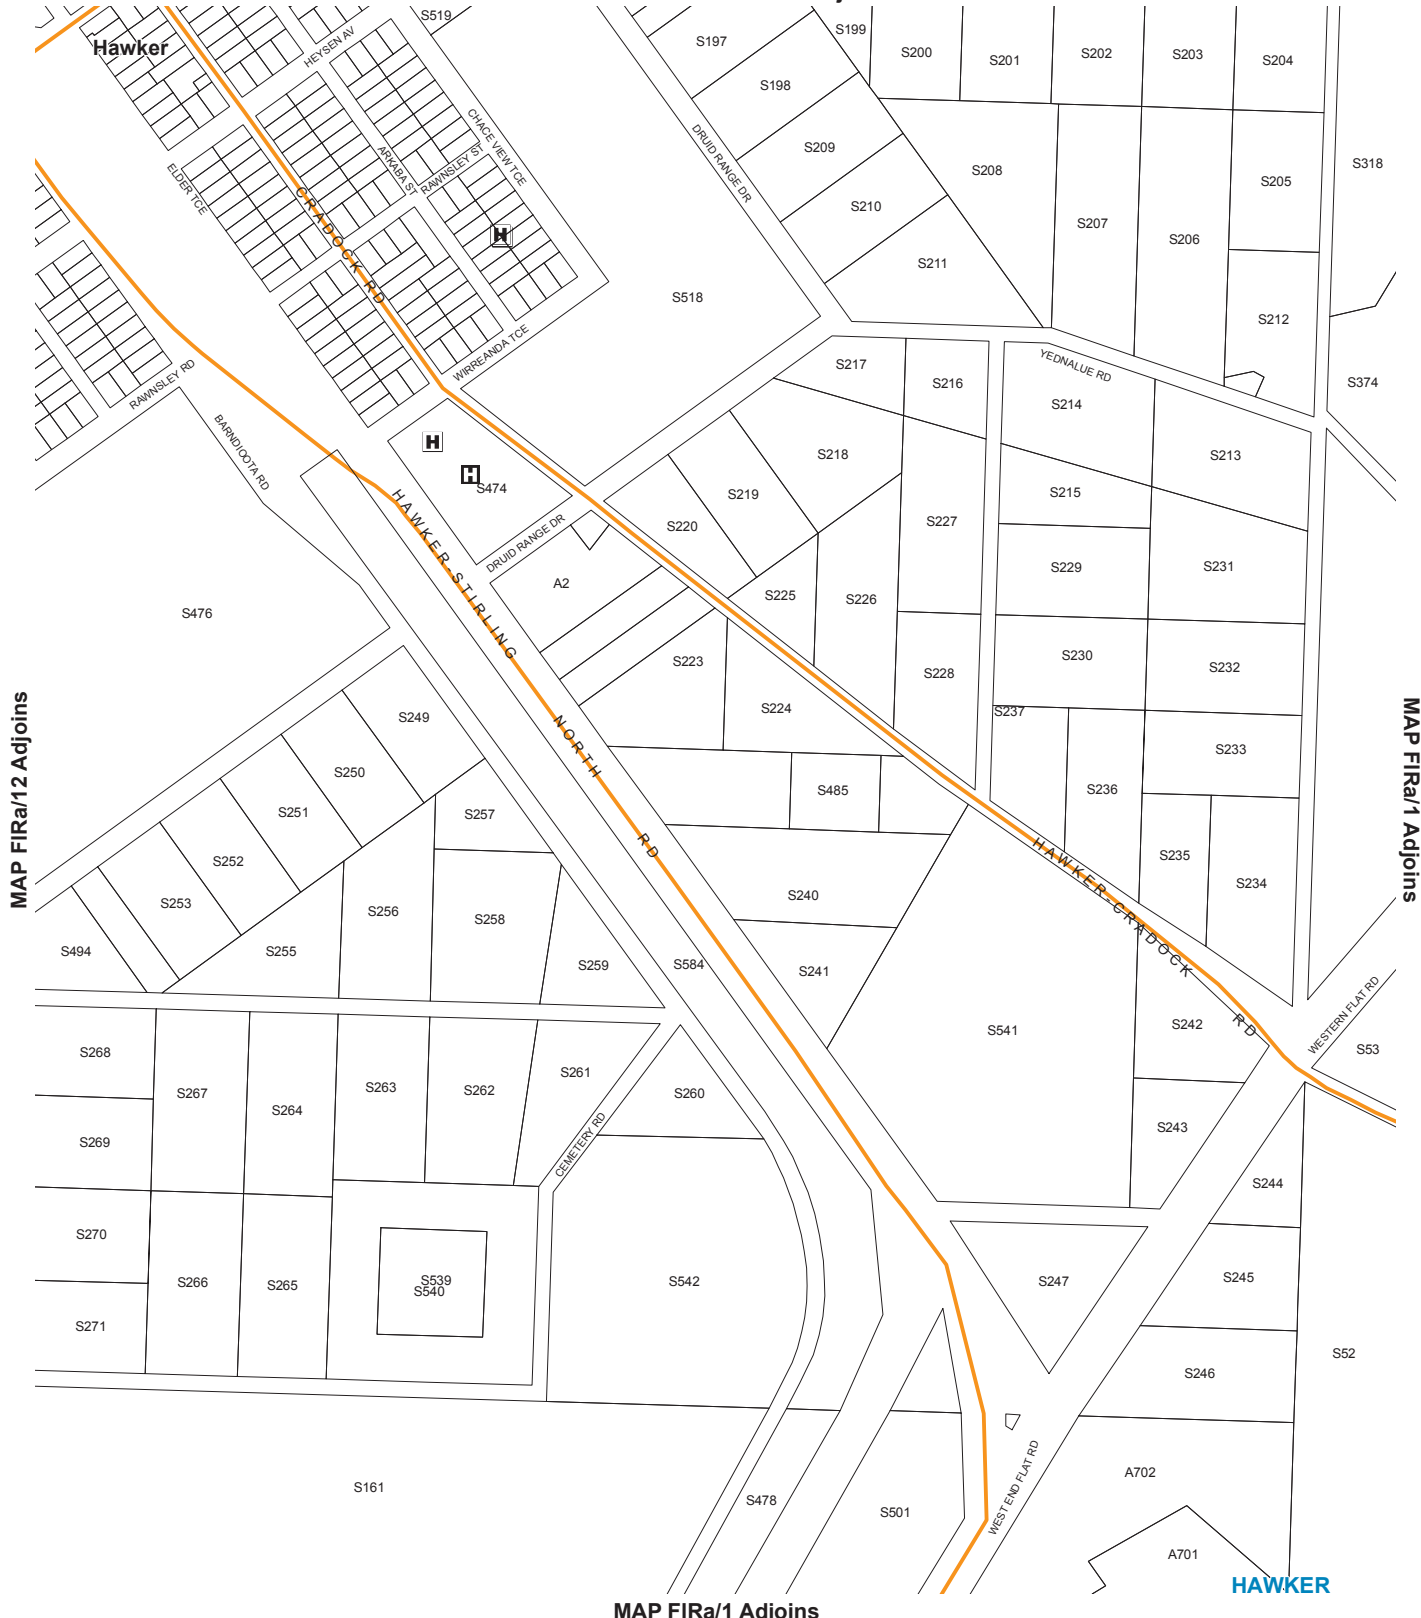 S519
Hawker
HEYSEN AV
S197
S199
S200
S201
S202
S203
S204
S198
CHACE VIEW TCE
DRUID RANGE DR
S209
S208
S318
ARKABA ST
RAWNSLEY ST
ELDER TCE
S205
S210
S207
S206
CRADOCK RD
H
S211
S518
S212
WIRREANDA TCE
YEDNALUE RD
S217
S216
S374
RAWNSLEY RD
S214
BARNDIOOTA RD
H
S218
S213
H
S474
S219
S215
S220
S227
DRUID RANGE DR
A2
S229
S231
S225
S226
HAWKER-STIRLING NORTH RD
S476
S223
S228
S230
S232
S224
S237
S249
S233
S250
S485
S236
S251
S257
MAP FIRa/12 Adjoins
MAP FIRa/1 Adjoins
HAWKER-CRADOCK RD
S252
S235
S234
S240
S253
S256
S258
S494
S255
S259
S584
S241
S242
S541
WESTERN FLAT RD
S53
S268
S267
S264
S263
S262
S261
S260
S269
CEMETERY RD
S243
S244
S270
S266
S265
S539
S540
S542
S247
S245
S271
S52
S246
S161
S478
S501
WEST END FLAT RD
A702
A701
HAWKER
MAP FIRa/1 Adjoins